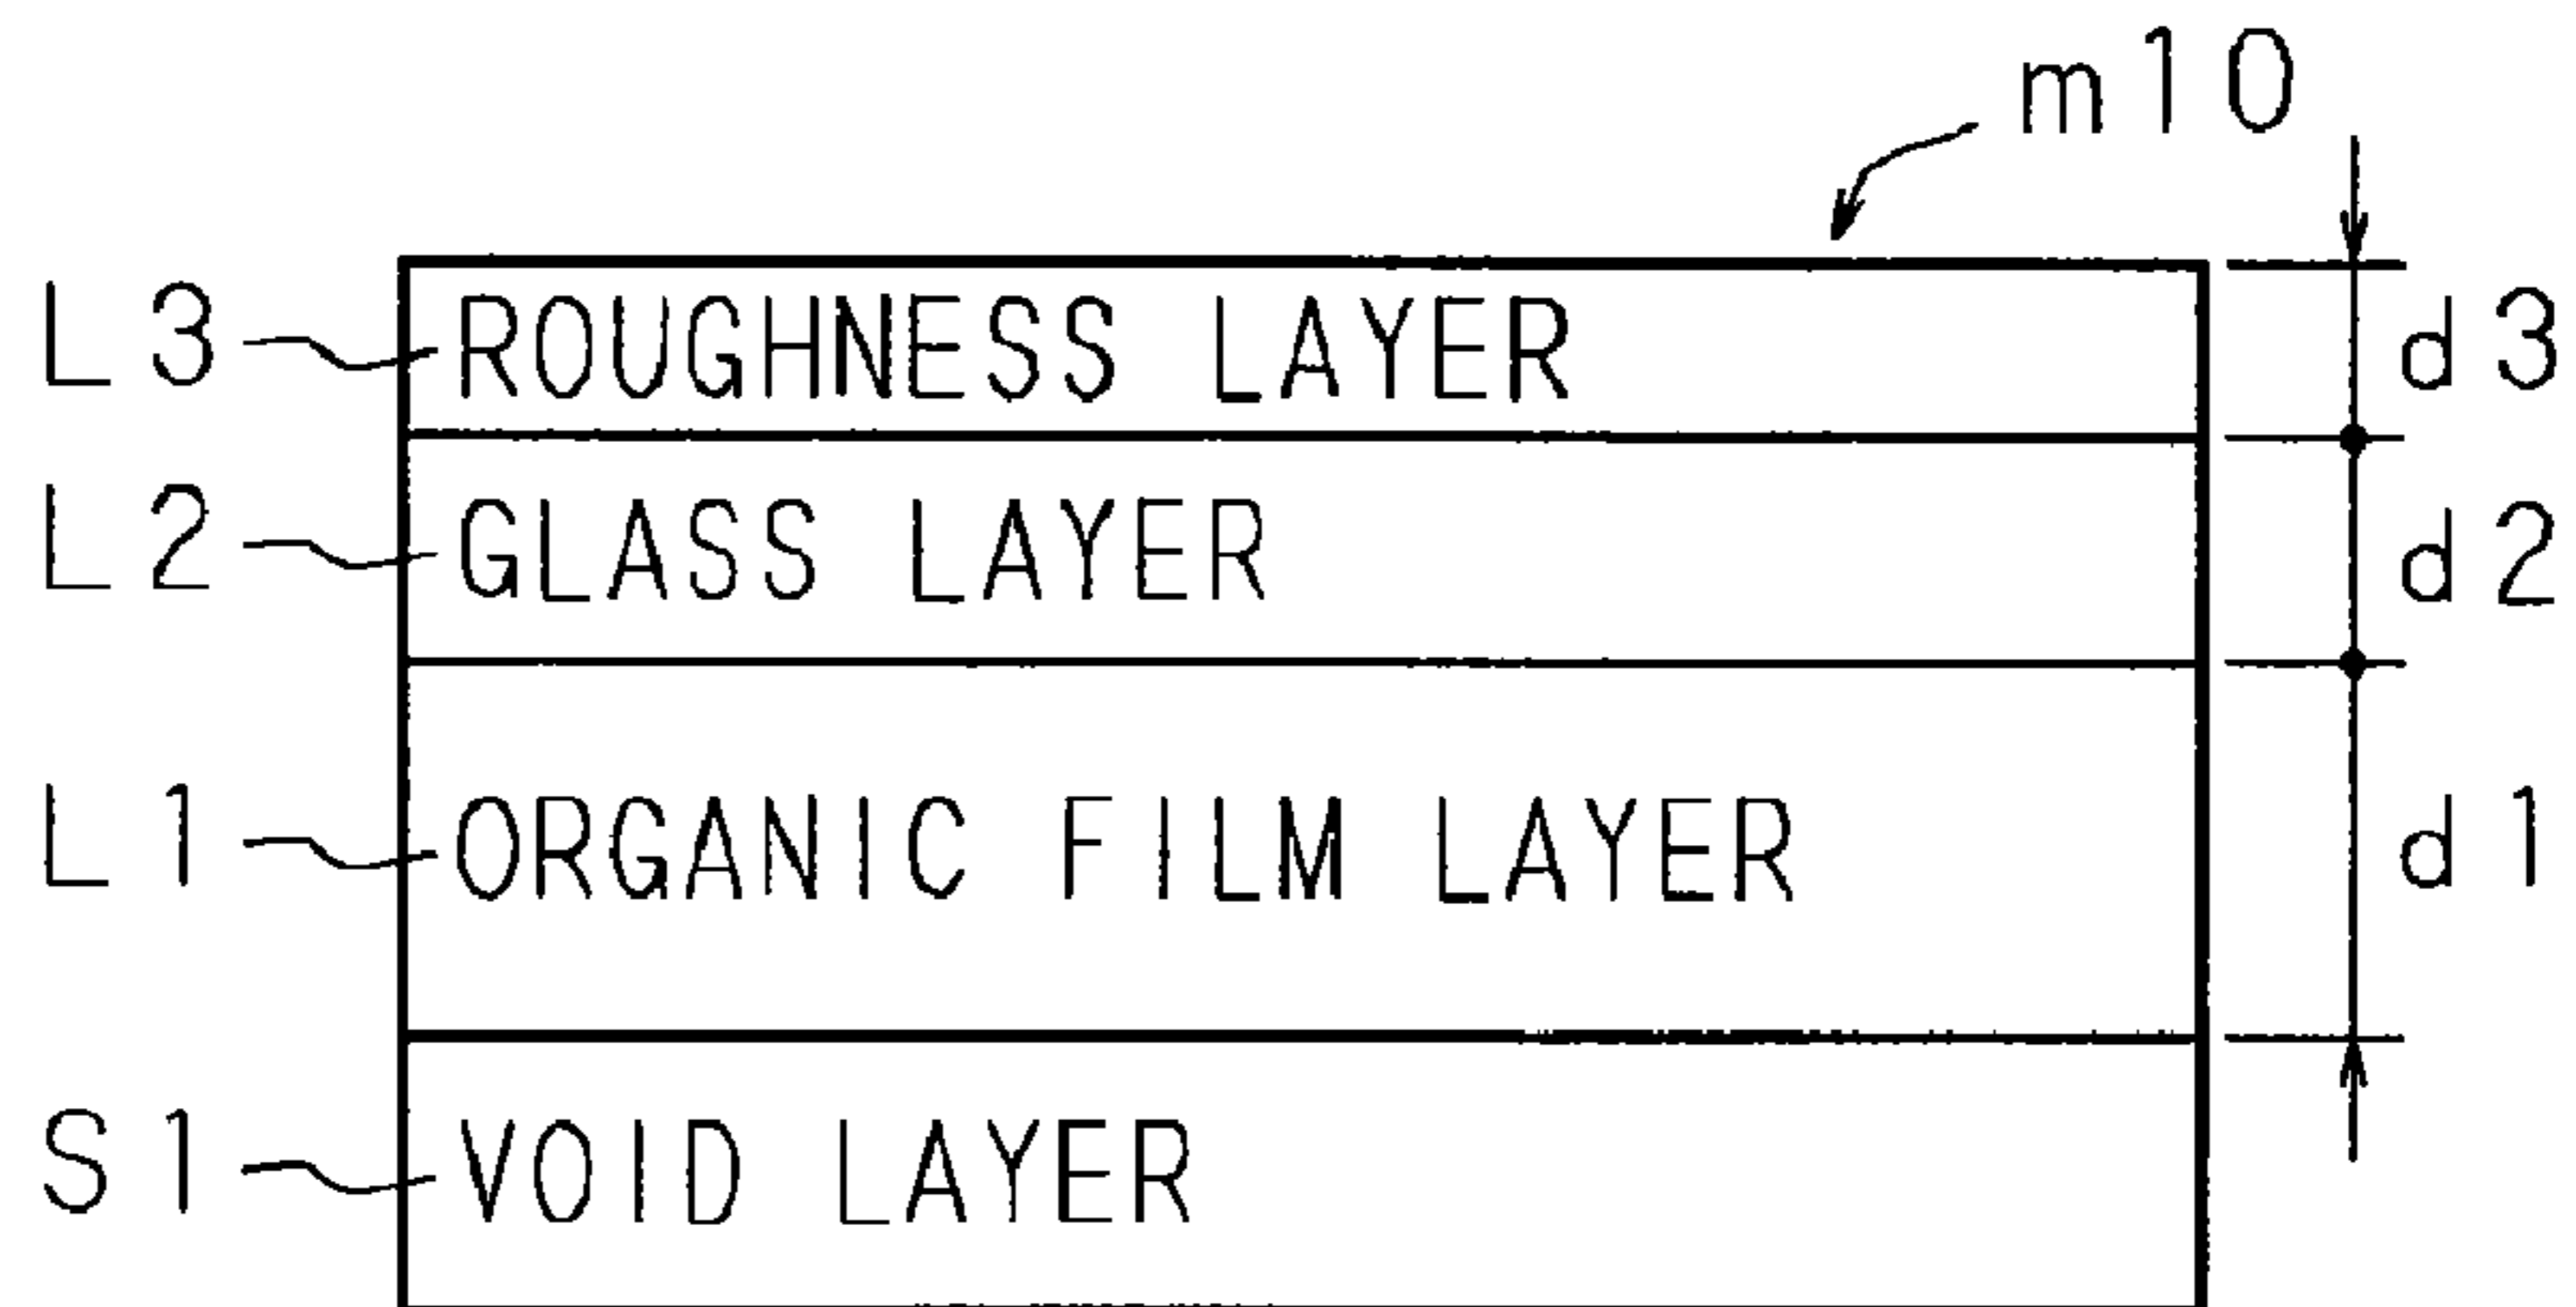 m10
L3 ROUGHNESS LAYER d3
L2 GLASS LAYER d2
L1 ORGANIC FILM LAYER d1
S1 VOID LAYER